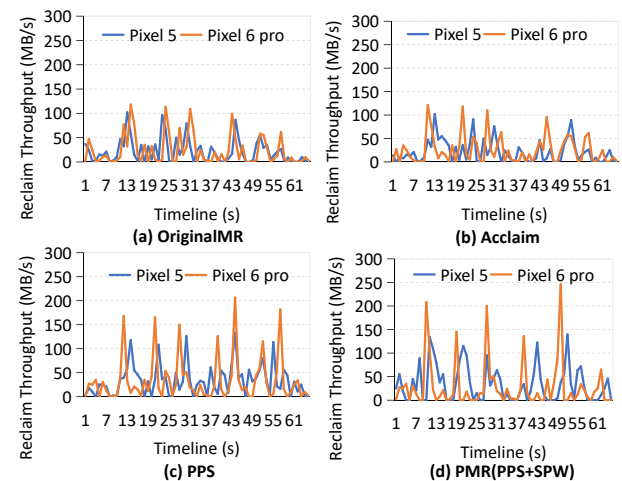 Reclaim Throughput (MB/s)
300
250
200
150
100
50
0
Pixel 5 Pixel 6 pro
1 7 13 19 25 31 37 43 49 55 61
Timeline (s)
(a) OriginalMR
Reclaim Throughput (MB/s)
300
250
200
150
100
50
0
Pixel 5 Pixel 6 pro
1 7 13 19 25 31 37 43 49 55 61
Timeline (s)
(b) Acclaim
Reclaim Throughput (MB/s)
300
250
200
150
100
50
0
Pixel 5 Pixel 6 pro
1 7 13 19 25 31 37 43 49 55 61
Timeline (s)
(c) PPS
Reclaim Throughput (MB/s)
300
250
200
150
100
50
0
Pixel 5 Pixel 6 pro
1 7 13 19 25 31 37 43 49 55 61
Timeline (s)
(d) PMR(PPS+SPW)